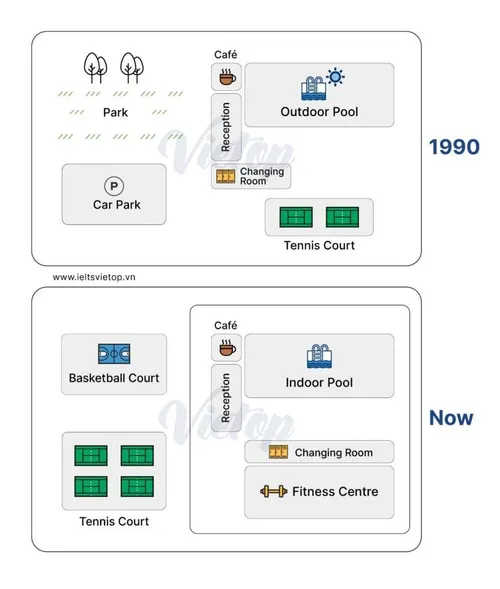 Café
Park
Reception
Outdoor Pool
1990
Changing
Room
P
Car Park
Tennis Court
VieTop
www.ieltsvietop.vn
Café
Basketball Court
Reception
Indoor Pool
Now
VieTop
Changing Room
Fitness Centre
Tennis Court